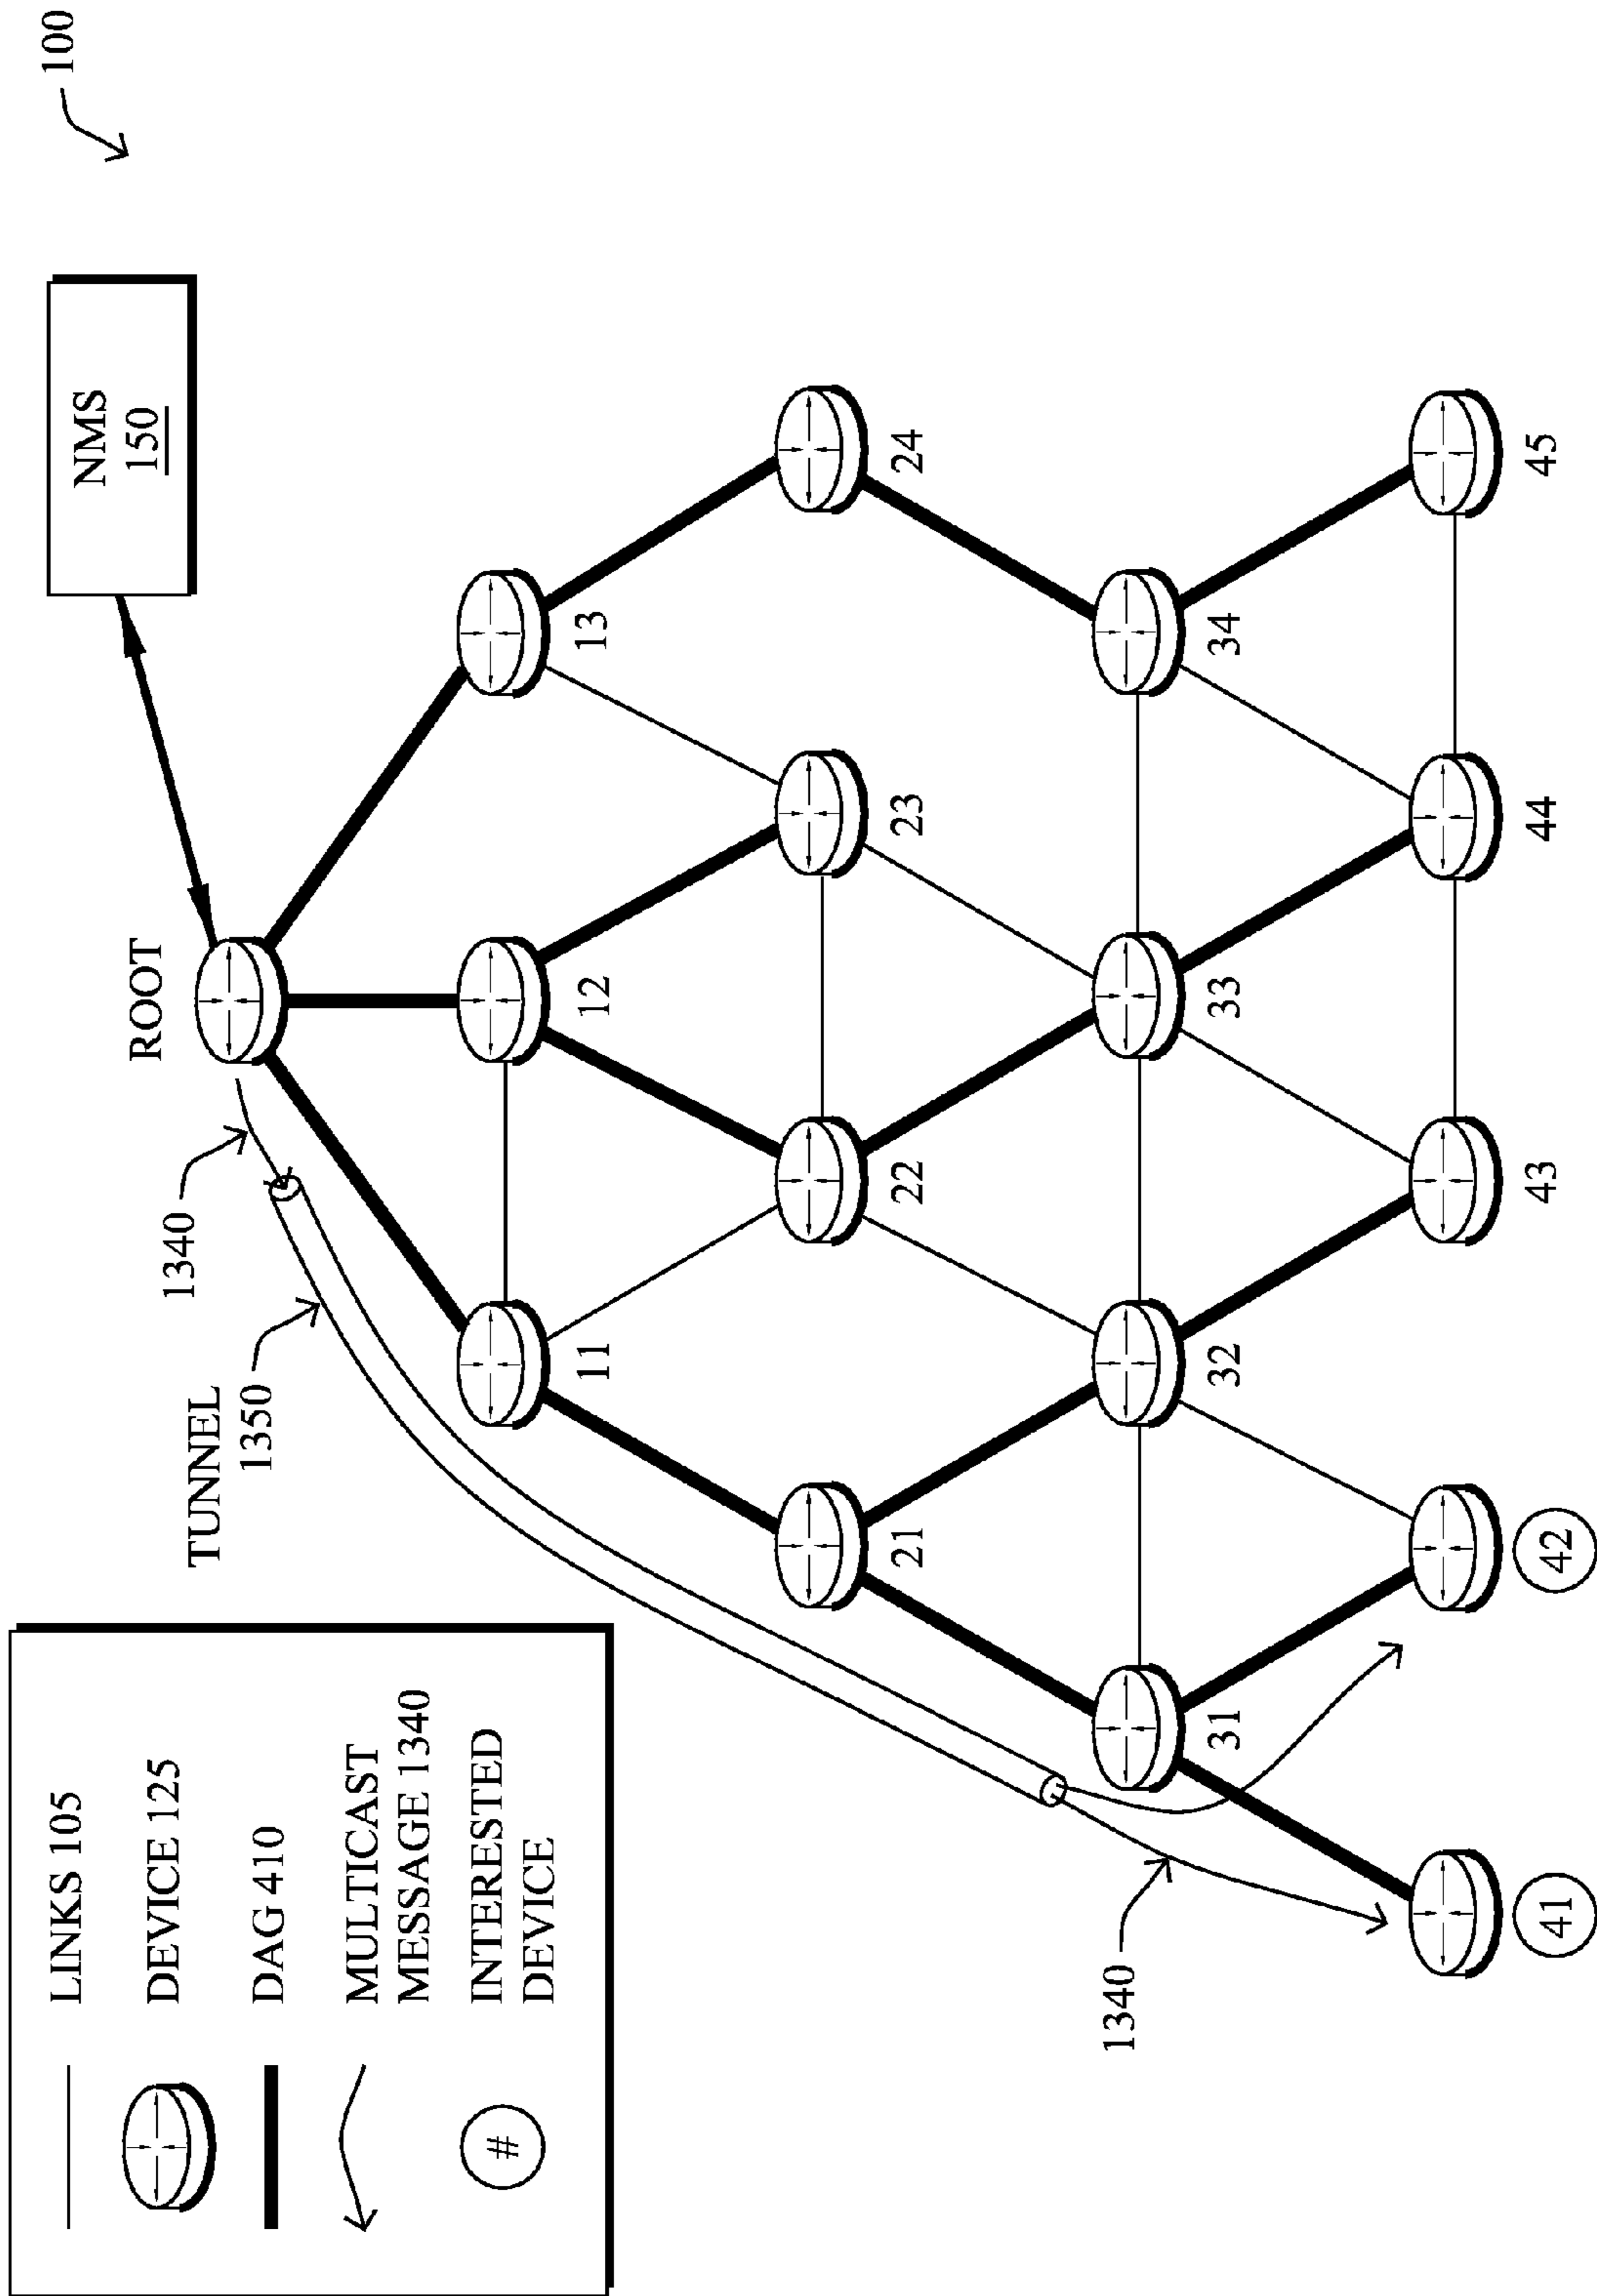 LINKS 105
DEVICE 125
DAG 410
MULTICAST
MESSAGE 1340
#
INTERESTED
DEVICE
100
NMS
150
ROOT
1340
TUNNEL
1350
11
12
13
21
22
23
24
31
32
33
34
1340
41
42
43
44
45